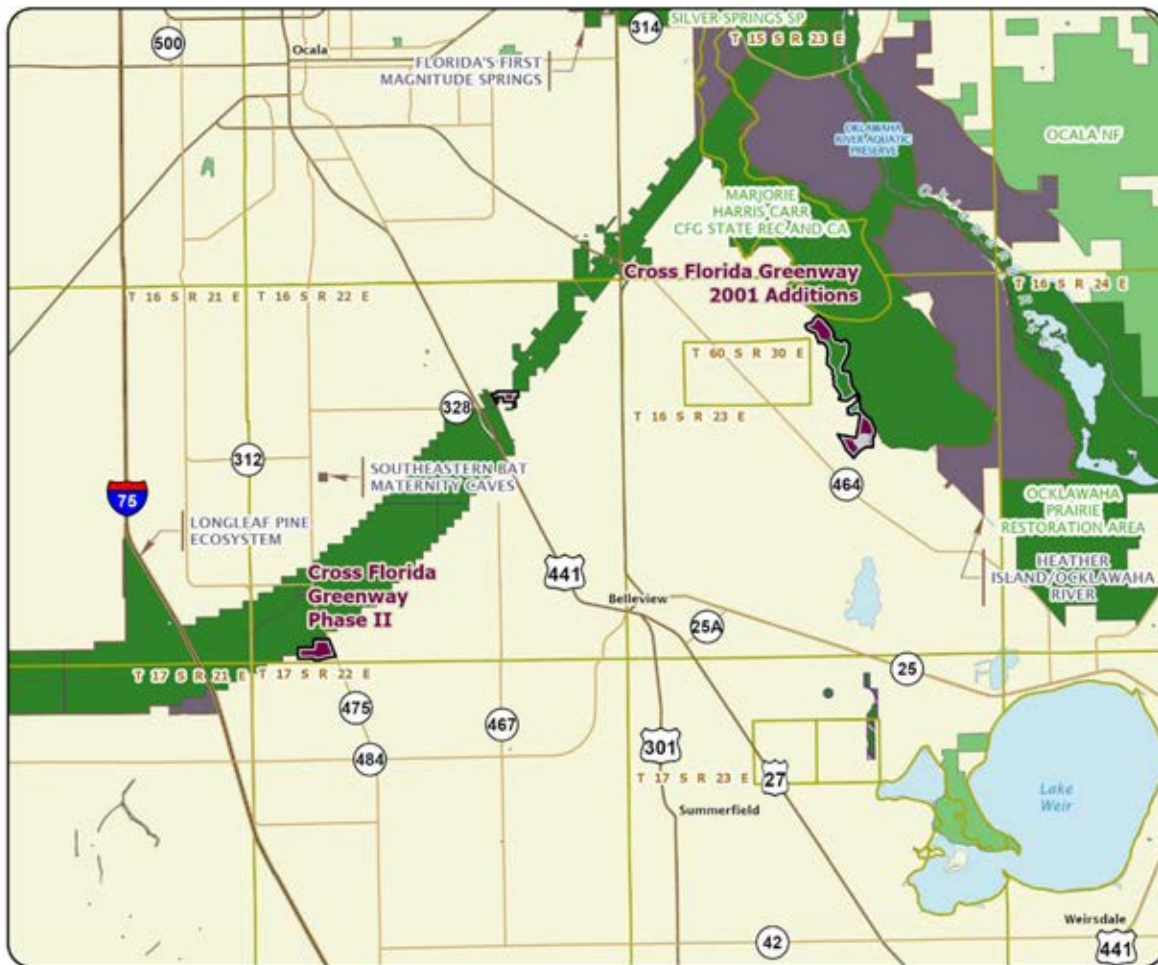 SILVER SPRINGS SP
500
314
T 15 S R 23 E
Ocala
FLORIDA'S FIRST
MAGNITUDE SPRINGS
OKLAWAHA
RIVER AQUATIC
PRESERVE
OCALA NF
MARJORIE
HARRIS CARR
CFG STATE REC AND CA
Cross Florida Greenway
2001 Additions
T 16 S R 21 E
T 16 S R 22 E
T 16 S R 24 E
T 60 S R 30 E
328
T 16 S R 23 E
312
SOUTHEASTERN BAT
MATERNITY CAVES
464
75
LONGLEAF PINE
ECOSYSTEM
OCKLAWAHA
PRAIRIE
RESTORATION AREA
HEATHER
ISLAND/OCKLAWAHA
RIVER
Cross Florida
Greenway
Phase II
441
Belleview
25A
25
T 17 S R 21 E
T 17 S R 22 E
475
467
484
301
T 17 S R 23 E
27
Summerfield
Lake
Weir
Weirsdale
42
441